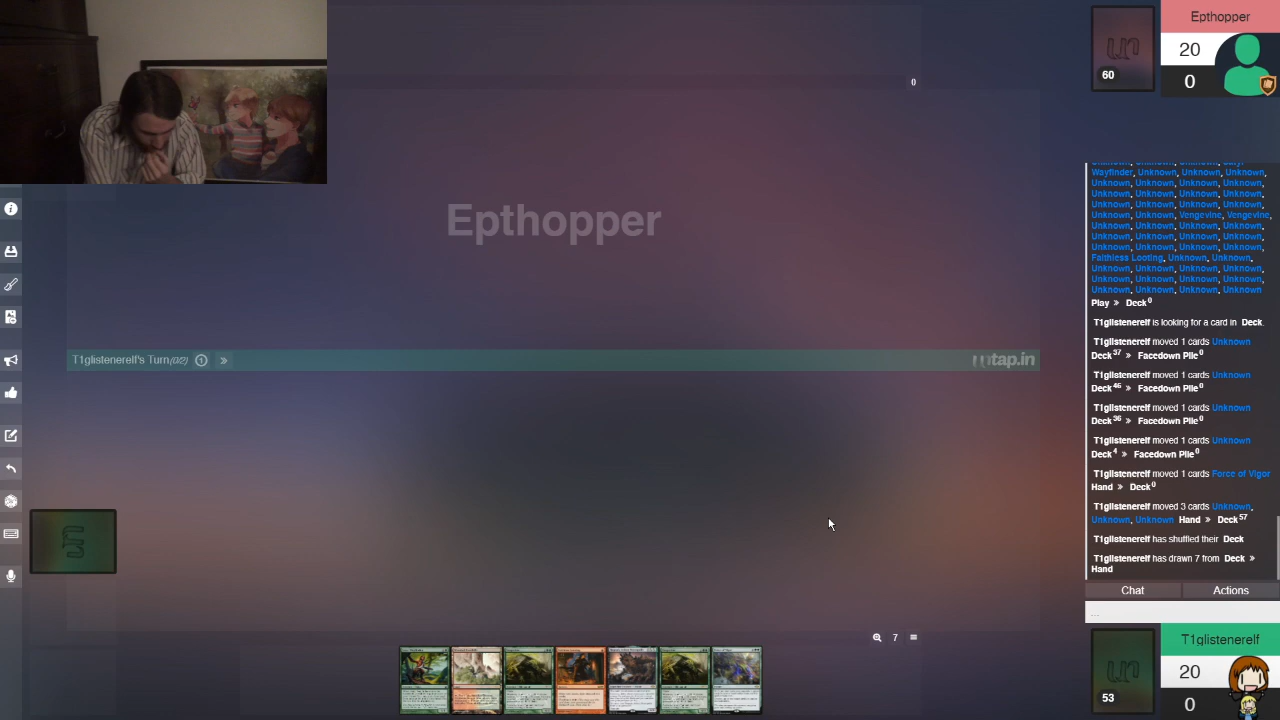 Epthopper
20
0
60
0
Epthopper
Wayfinder, Unknown, Unknown, Unknown,
Unknown, Unknown, Unknown, Unknown,
Unknown, Unknown, Unknown, Unknown,
Unknown, Unknown, Unknown, Unknown,
Unknown, Unknown, Vengevine, Vengevine,
Unknown, Unknown, Unknown, Unknown,
Unknown, Unknown, Unknown, Unknown,
Unknown, Unknown, Unknown, Unknown,
Faithless Looting, Unknown, Unknown,
Unknown, Unknown, Unknown, Unknown,
Unknown, Unknown, Unknown, Unknown,
Unknown, Unknown, Unknown, Unknown
Play » Deck0
T1glistenerelf is looking for a card in Deck.
T1glistenerelf moved 1 cards Unknown
Deck37 » Facedown Pile0
T1glistenerelf moved 1 cards Unknown
Deck46 » Facedown Pile0
T1glistenerelf moved 1 cards Unknown
Deck36 » Facedown Pile0
T1glistenerelf moved 1 cards Unknown
Deck4 » Facedown Pile0
T1glistenerelf moved 1 cards Force of Vigor
Hand » Deck0
T1glistenerelf moved 3 cards Unknown,
Unknown, Unknown Hand » Deck57
T1glistenerelf has shuffled their Deck
T1glistenerelf has drawn 7 from Deck »
Hand
T1glistenerelf's Turn(0/2) 1 »
untap.in
Chat Actions
...
7
T1glistenerelf
20
0
53